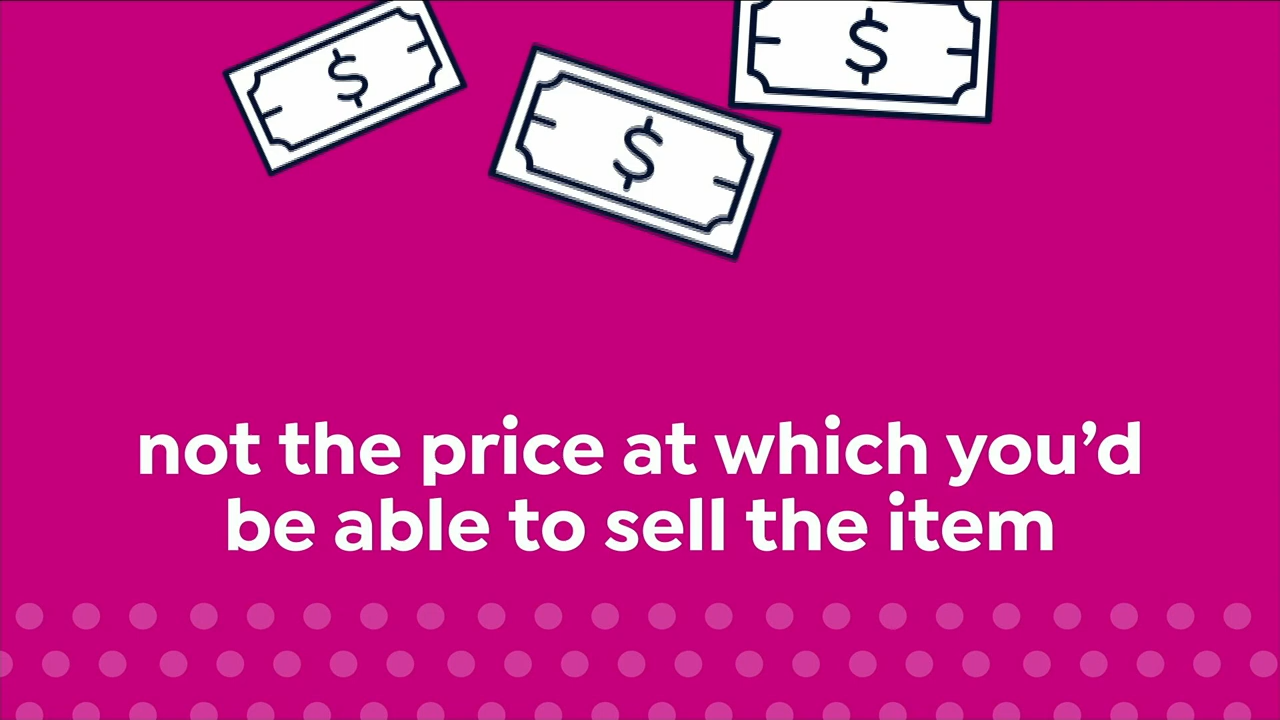 $
$
$
not the price at which you’d
be able to sell the item